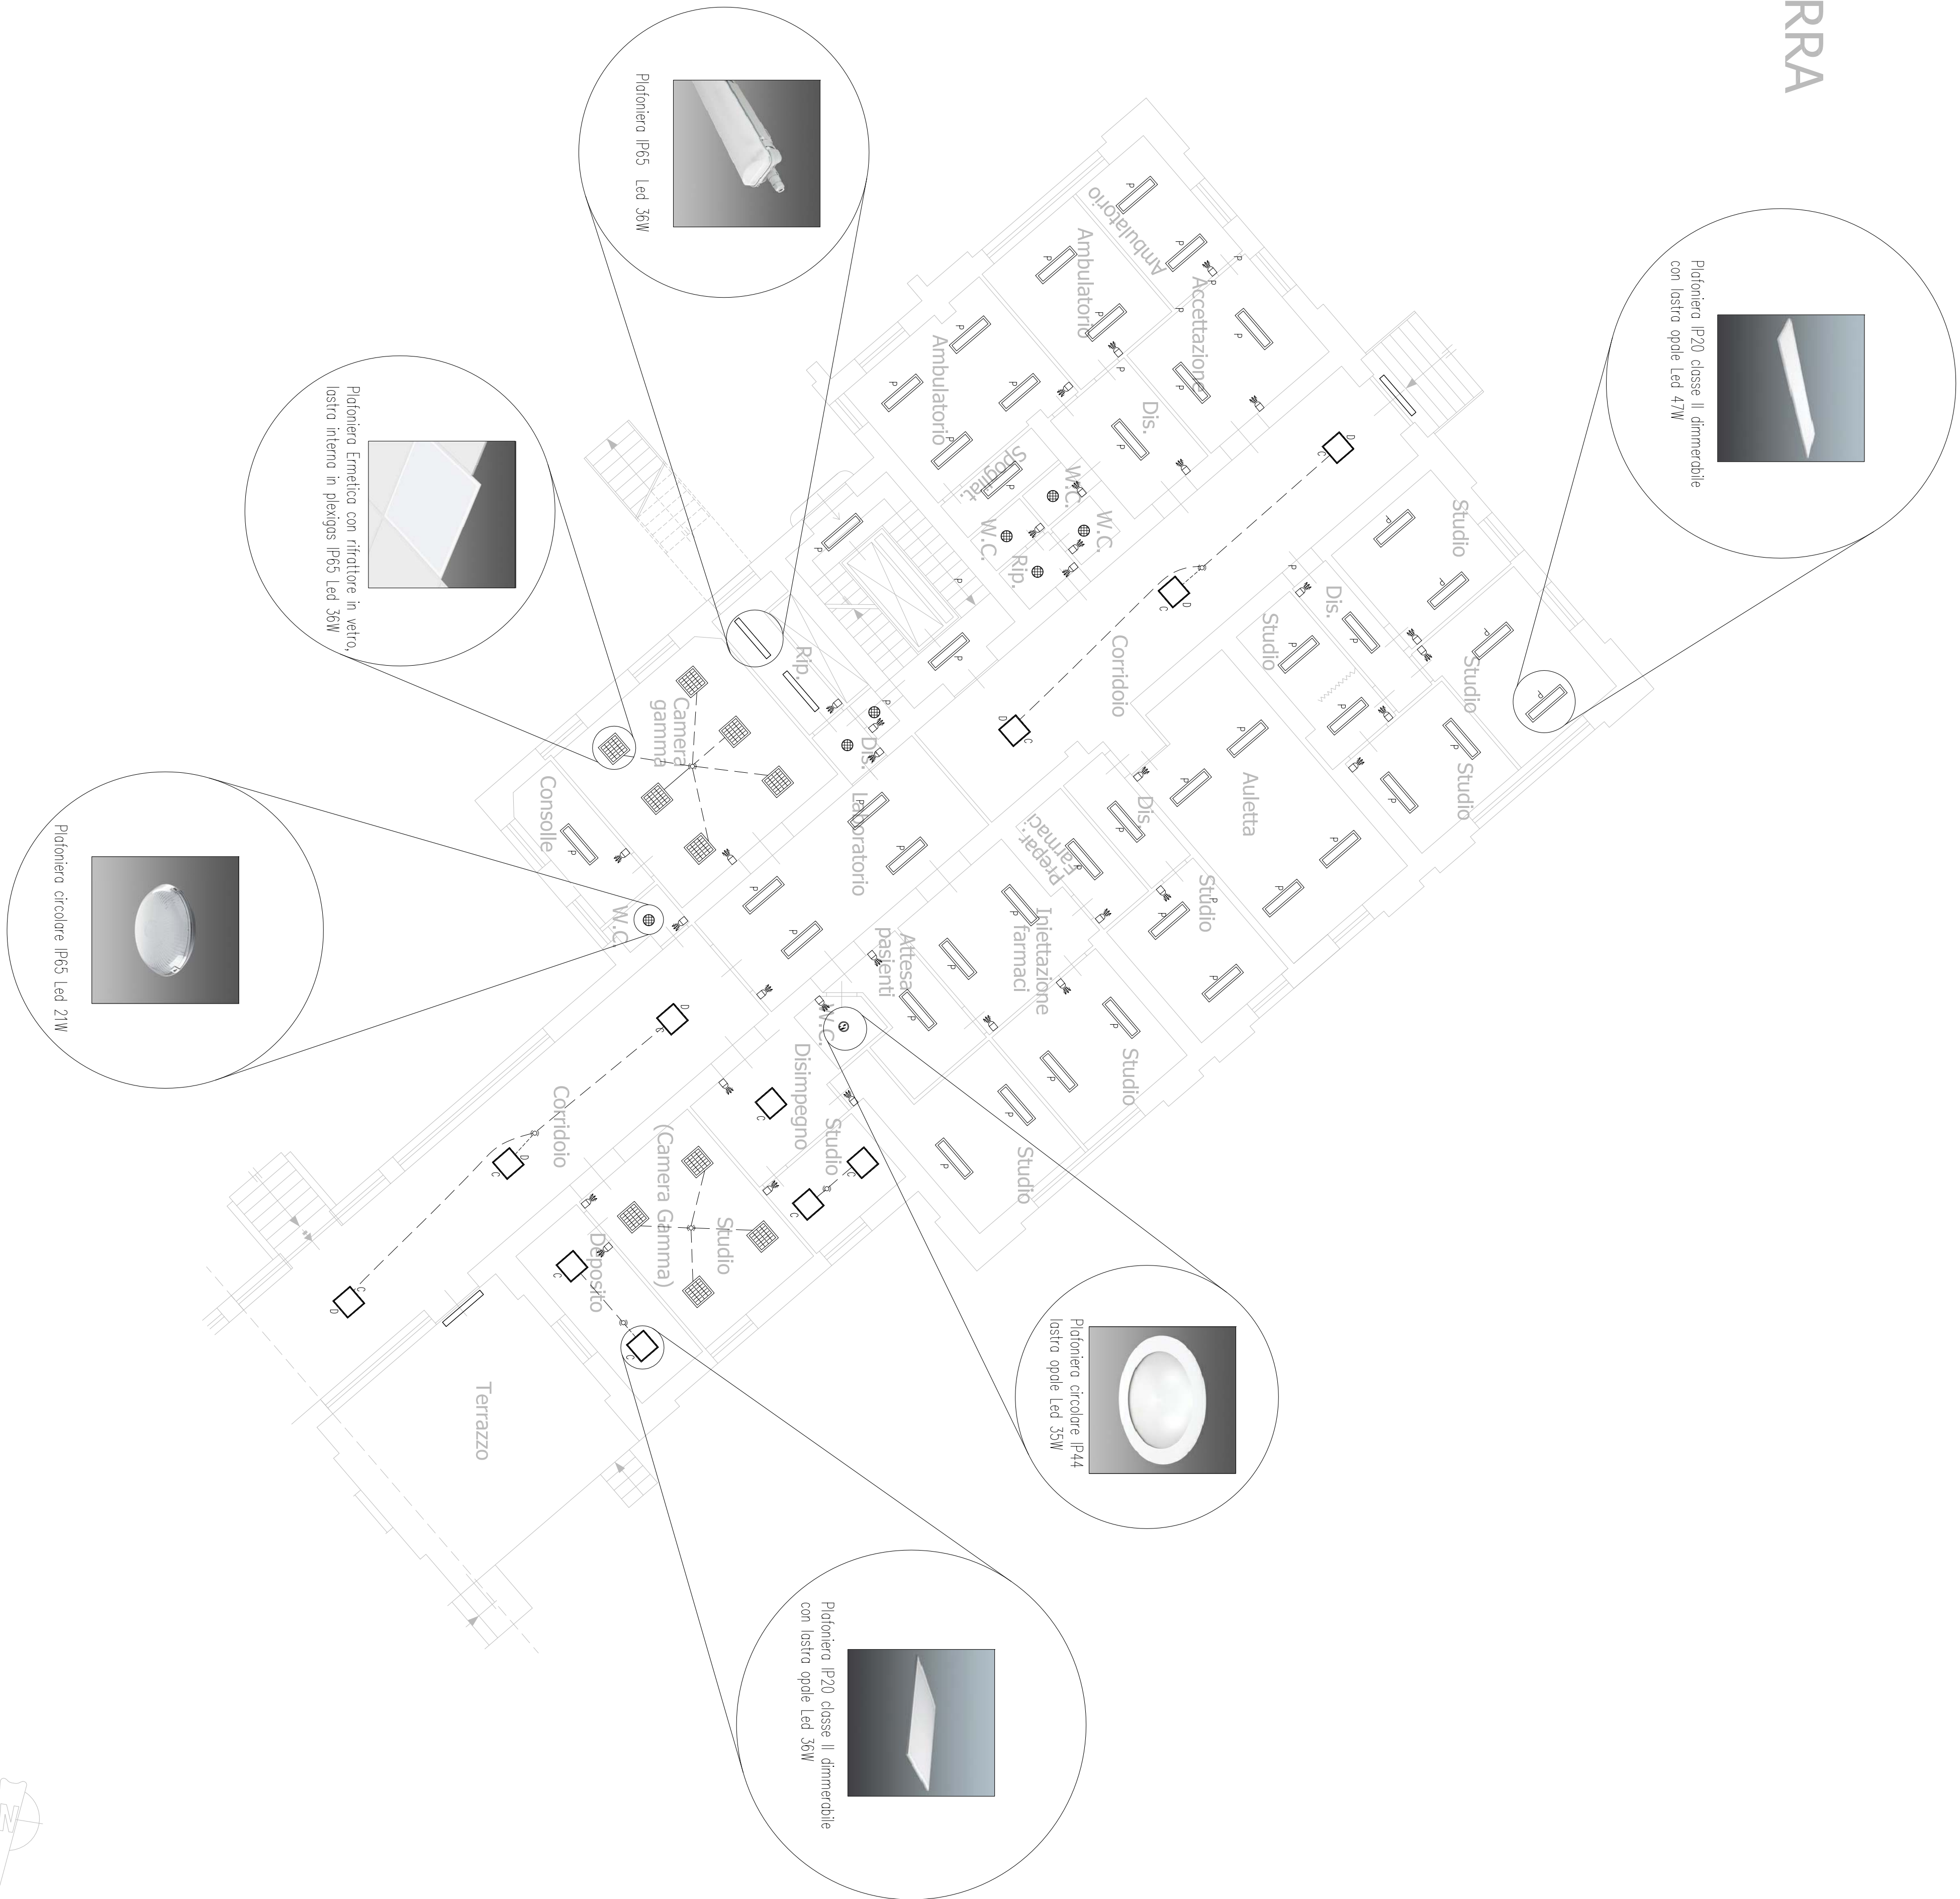 RRA
Plafoniera IP20 classe II dimmerabile
con lastra opale Led 47W
Plafoniera IP65 Led 36W
Plafoniera Ermetica con rifrattore in vetro,
lastra interna in plexigas IP65 Led 36W
Plafoniera circolare IP65 Led 21W
Plafoniera circolare IP44
lastra opale Led 35W
Plafoniera IP20 classe II dimmerabile
con lastra opale Led 36W
Ambulatorio
Ambulatorio
Accettazione
Ambulatorio
Dis.
Spogliat.
W.C.
W.C.
W.C.
Rip.
Studio
Dis.
Studio
Studio
Studio
Corridoio
Auletta
Rip.
Camera
gamma
Dis.
Consolle
Laboratorio
W.C.
Dis.
Prepar.
Farmaci
Studio
Iniettazione
farmaci
Attesa
pasienti
W.C.
Studio
Studio
Disimpegno
Studio
Corridoio
Studio
(Camera Gamma)
Deposito
Terrazzo
N